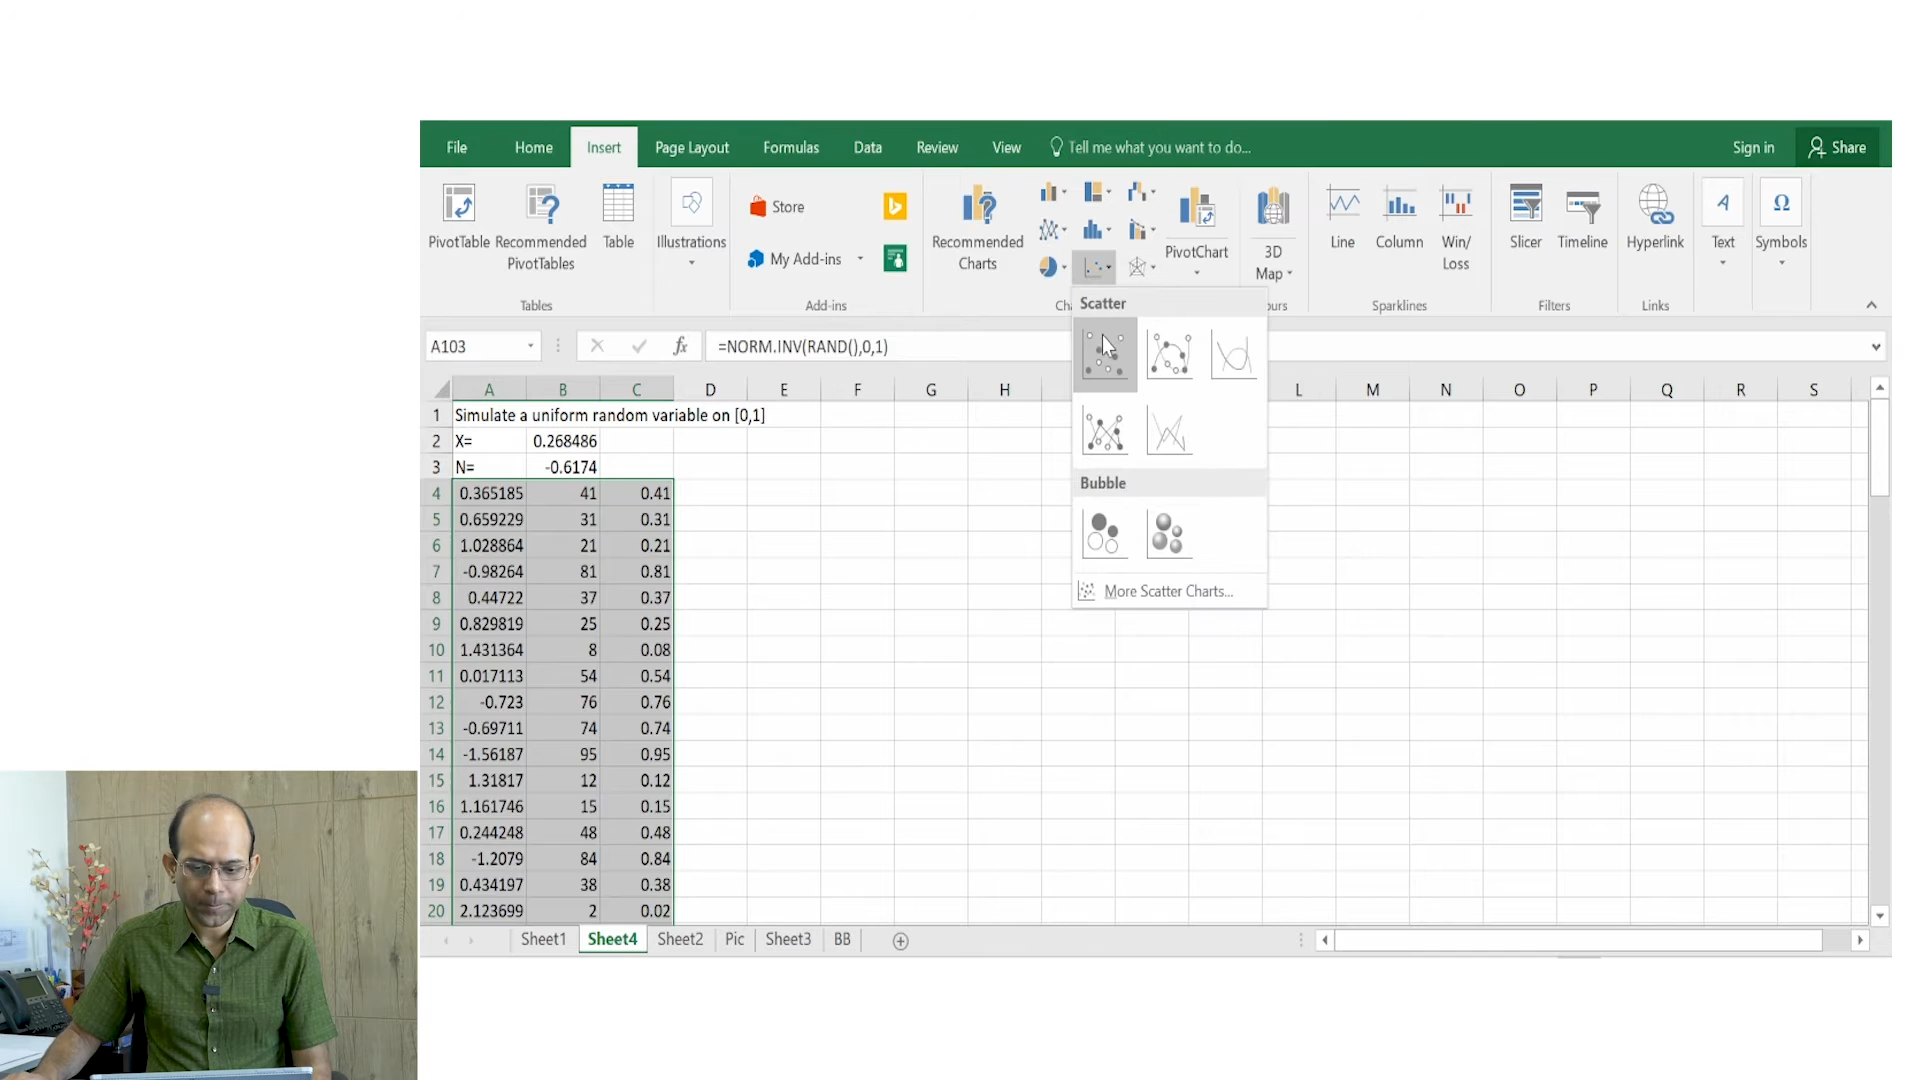 File Home Insert Page Layout Formulas Data Review View Tell me what you want to do... Sign in Share
PivotTable Recommended PivotTables Table Illustrations Store My Add-ins Recommended Charts PivotChart 3D Map Line Column Win/Loss Slicer Timeline Hyperlink Text Symbols
Tables Add-ins Sparklines Filters Links
Scatter
A103 fx =NORM.INV(RAND(),0,1)
A B C D E F G H L M N O P Q R S
1 Simulate a uniform random variable on [0,1]
2 X= 0.268486
3 N= -0.6174
Bubble
More Scatter Charts...
4 0.365185 41 0.41
5 0.659229 31 0.31
6 1.028864 21 0.21
7 -0.98264 81 0.81
8 0.44722 37 0.37
9 0.829819 25 0.25
10 1.431364 8 0.08
11 0.017113 54 0.54
12 -0.723 76 0.76
13 -0.69711 74 0.74
14 -1.56187 95 0.95
15 1.31817 12 0.12
16 1.161746 15 0.15
17 0.244248 48 0.48
18 -1.2079 84 0.84
19 0.434197 38 0.38
20 2.123699 2 0.02
Sheet1 Sheet4 Sheet2 Pic Sheet3 BB